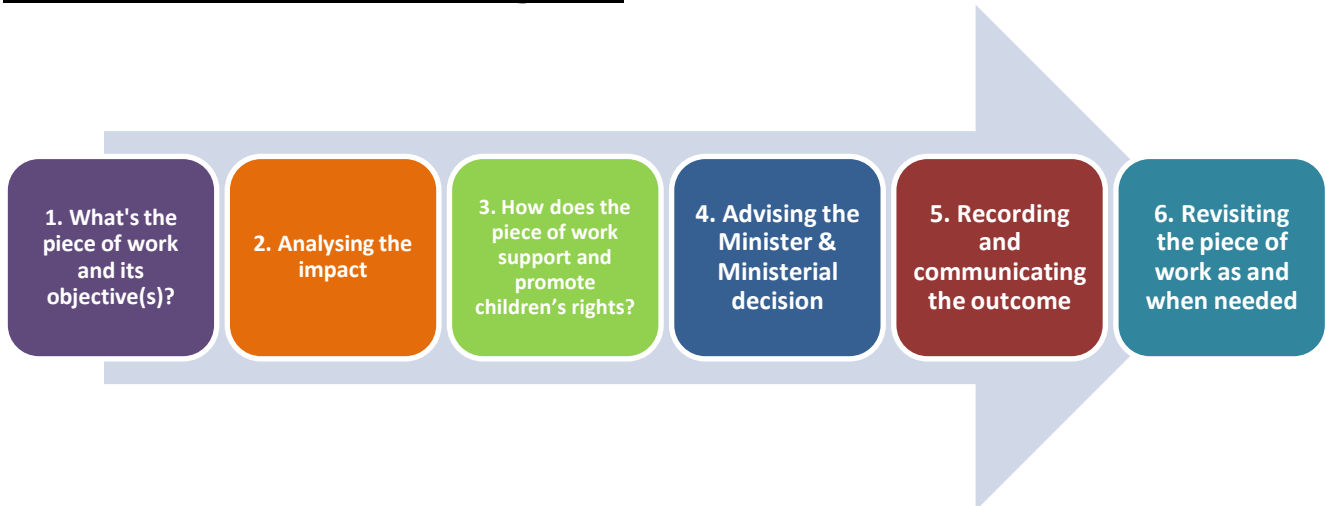 1. What's the
piece of work
and its
objective(s)?
2. Analysing the
impact
3. How does the
piece of work
support and
promote
children’s rights?
4. Advising the
Minister &
Ministerial
decision
5. Recording
and
communicating
the outcome
6. Revisiting
the piece of
work as and
when needed